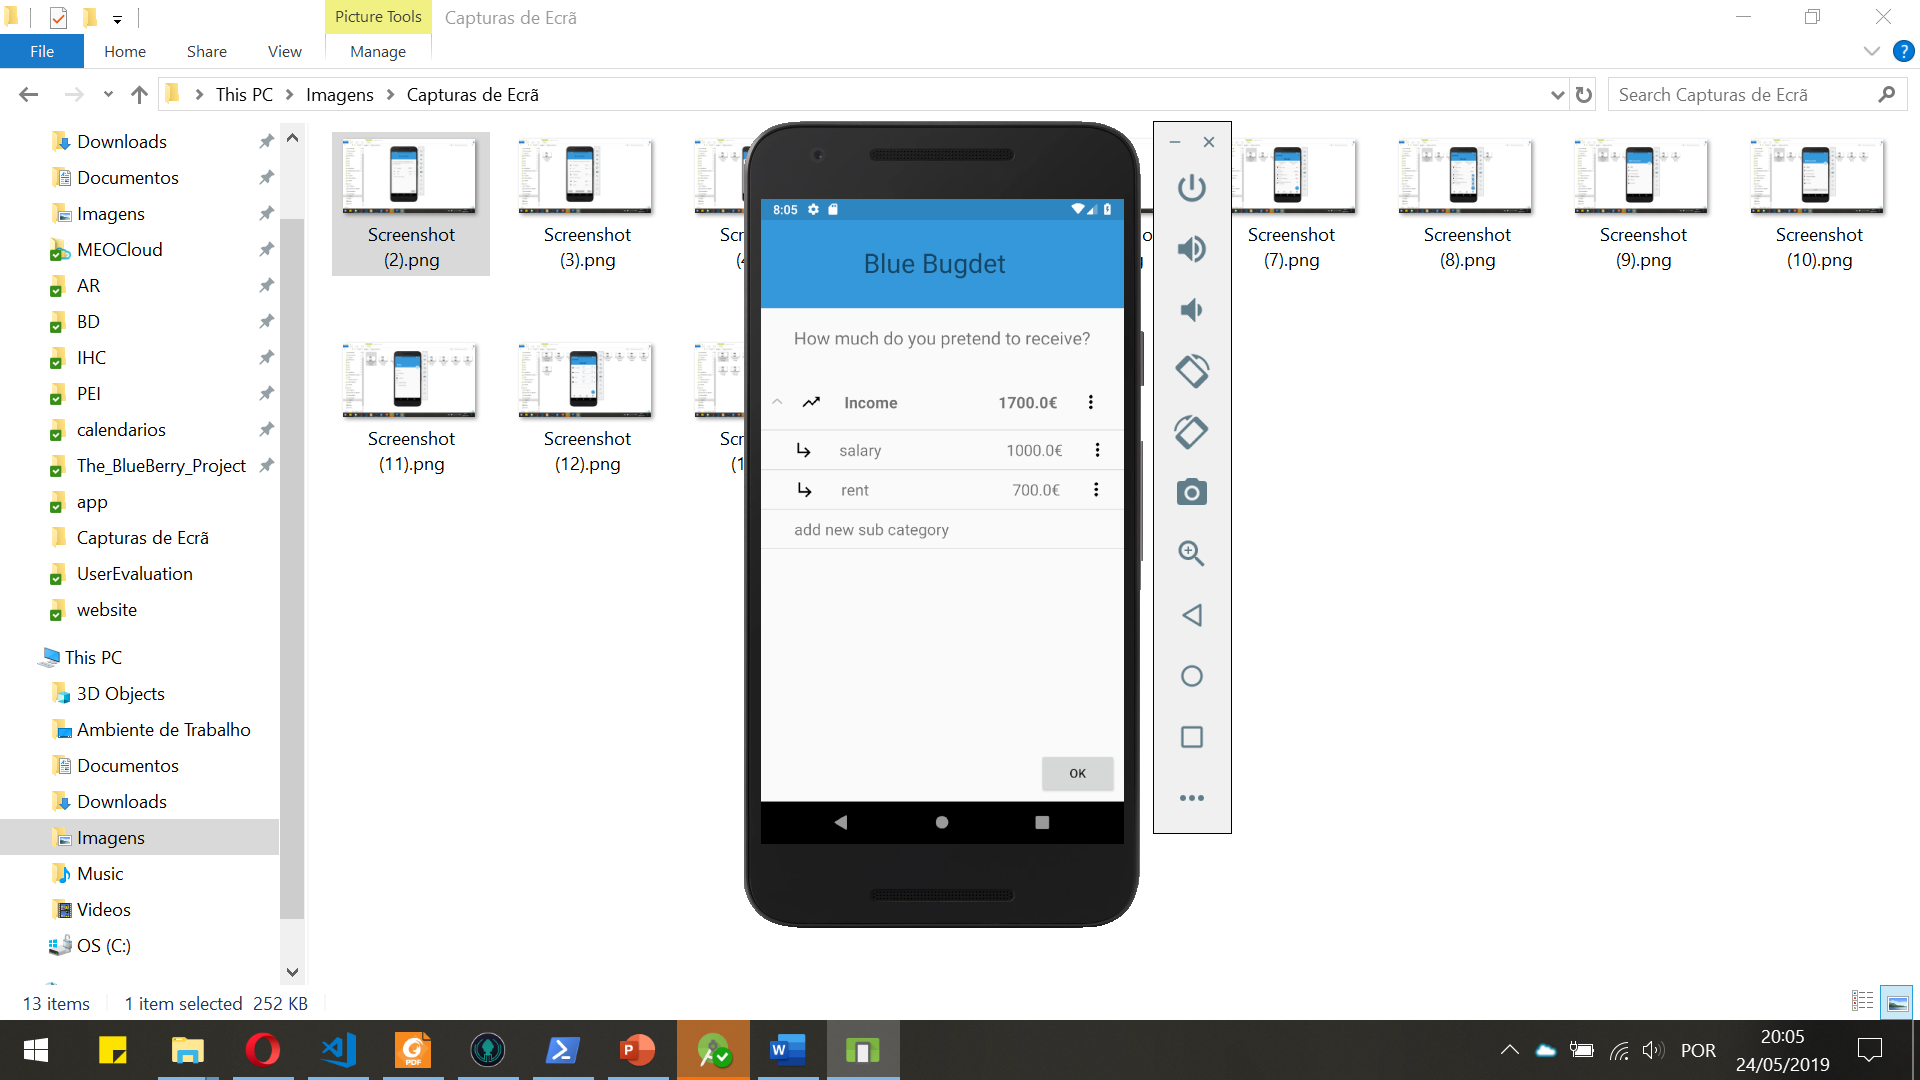 Picture Tools
Capturas de Ecrã
File
Home
Share
View
Manage
This PC
Imagens
Capturas de Ecrã
Search Capturas de Ecrã
Downloads
Documentos
Imagens
MEOCloud
AR
BD
IHC
PEI
calendarios
The_BlueBerry_Project
app
Capturas de Ecrã
UserEvaluation
website
This PC
3D Objects
Ambiente de Trabalho
Documentos
Downloads
Imagens
Music
Videos
OS (C:)
Screenshot
(2).png
Screenshot
(3).png
Screenshot
(7).png
Screenshot
(8).png
Screenshot
(9).png
Screenshot
(10).png
Screenshot
(11).png
Screenshot
(12).png
8:05
Blue Bugdet
How much do you pretend to receive?
Income 1700.0€
salary 1000.0€
rent 700.0€
add new sub category
OK
13 items
1 item selected 252 KB
POR
20:05
24/05/2019